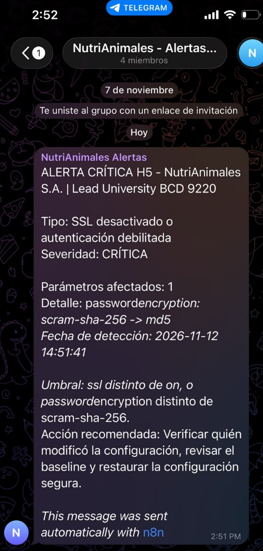 TELEGRAM
2:52
1
NutriAnimales - Alertas...
4 miembros
N
7 de noviembre
Te uniste al grupo con un enlace de invitación
Hoy
NutriAnimales Alertas
ALERTA CRÍTICA H5 - NutriAnimales
S.A. | Lead University BCD 9220
Tipo: SSL desactivado o
autenticación debilitada
Severidad: CRÍTICA
Parámetros afectados: 1
Detalle: passwordencryption:
scram-sha-256 -> md5
Fecha de detección: 2026-11-12
14:51:41
Umbral: ssl distinto de on, o
passwordencryption distinto de
scram-sha-256.
Acción recomendada: Verificar quién
modificó la configuración, revisar el
baseline y restaurar la configuración
segura.
This message was sent
automatically with n8n
2:51 PM
N